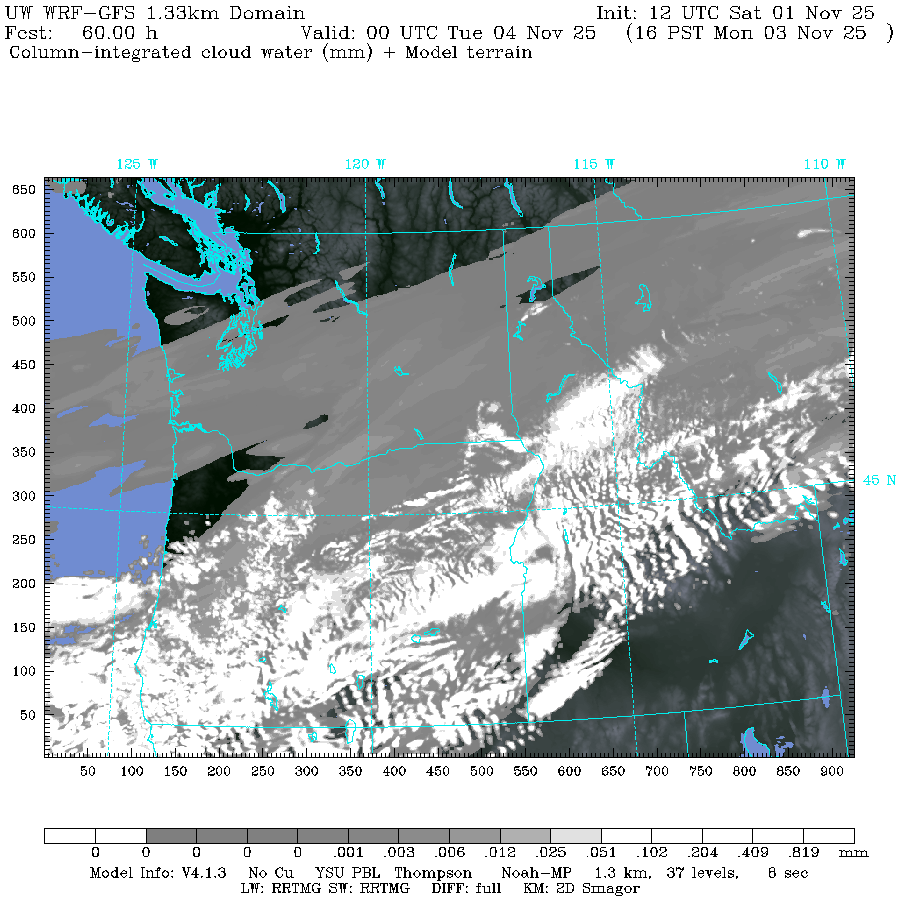 UW WRF-GFS 1.33km Domain Init: 12 UTC Sat 01 Nov 25
Fcst: 60.00 h Valid: 00 UTC Tue 04 Nov 25 (16 PST Mon 03 Nov 25 )
Column-integrated cloud water (mm) + Model terrain
125 W 120 W 115 W 110 W
650
600
550
500
450
400
350
300
45 N
250
200
150
100
50
50 100 150 200 250 300 350 400 450 500 550 600 650 700 750 800 850 900
0 0 0 0 .001 .003 .006 .012 .025 .051 .102 .204 .409 .819 mm
Model Info: V4.1.3 No Cu YSU PBL Thompson Noah-MP 1.3 km, 37 levels, 8 sec
LW: RRTMG SW: RRTMG DIFF: full KM: 2D Smagor